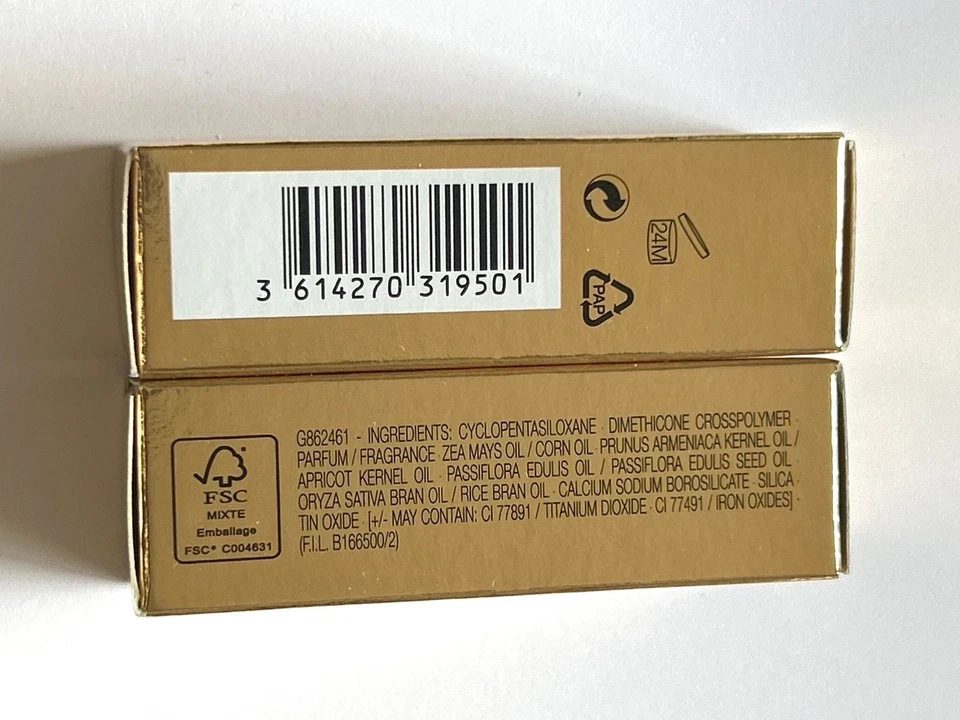 3 614270 319501
24M
PAP
FSC
MIXTE
Emballage
FSC® C004631
G862461 - INGREDIENTS: CYCLOPENTASILOXANE · DIMETHICONE CROSSPOLYMER ·
PARFUM / FRAGRANCE · ZEA MAYS OIL / CORN OIL · PRUNUS ARMENIACA KERNEL OIL /
APRICOT KERNEL OIL · PASSIFLORA EDULIS OIL / PASSIFLORA EDULIS SEED OIL ·
ORYZA SATIVA BRAN OIL / RICE BRAN OIL · CALCIUM SODIUM BOROSILICATE · SILICA ·
TIN OXIDE · [+/- MAY CONTAIN: CI 77891 / TITANIUM DIOXIDE · CI 77491 / IRON OXIDES] ·
(F.I.L. B166500/2)